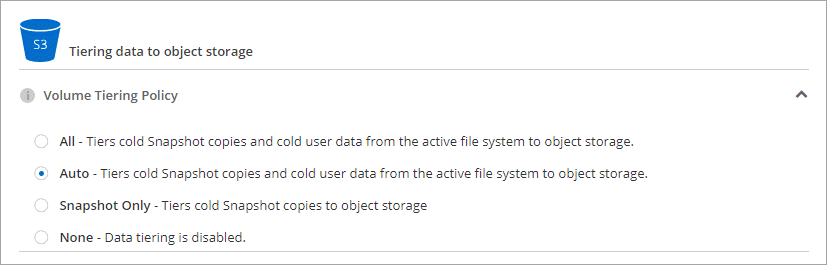 S3
Tiering data to object storage
Volume Tiering Policy
All - Tiers cold Snapshot copies and cold user data from the active file system to object storage.
Auto - Tiers cold Snapshot copies and cold user data from the active file system to object storage.
Snapshot Only - Tiers cold Snapshot copies to object storage
None - Data tiering is disabled.